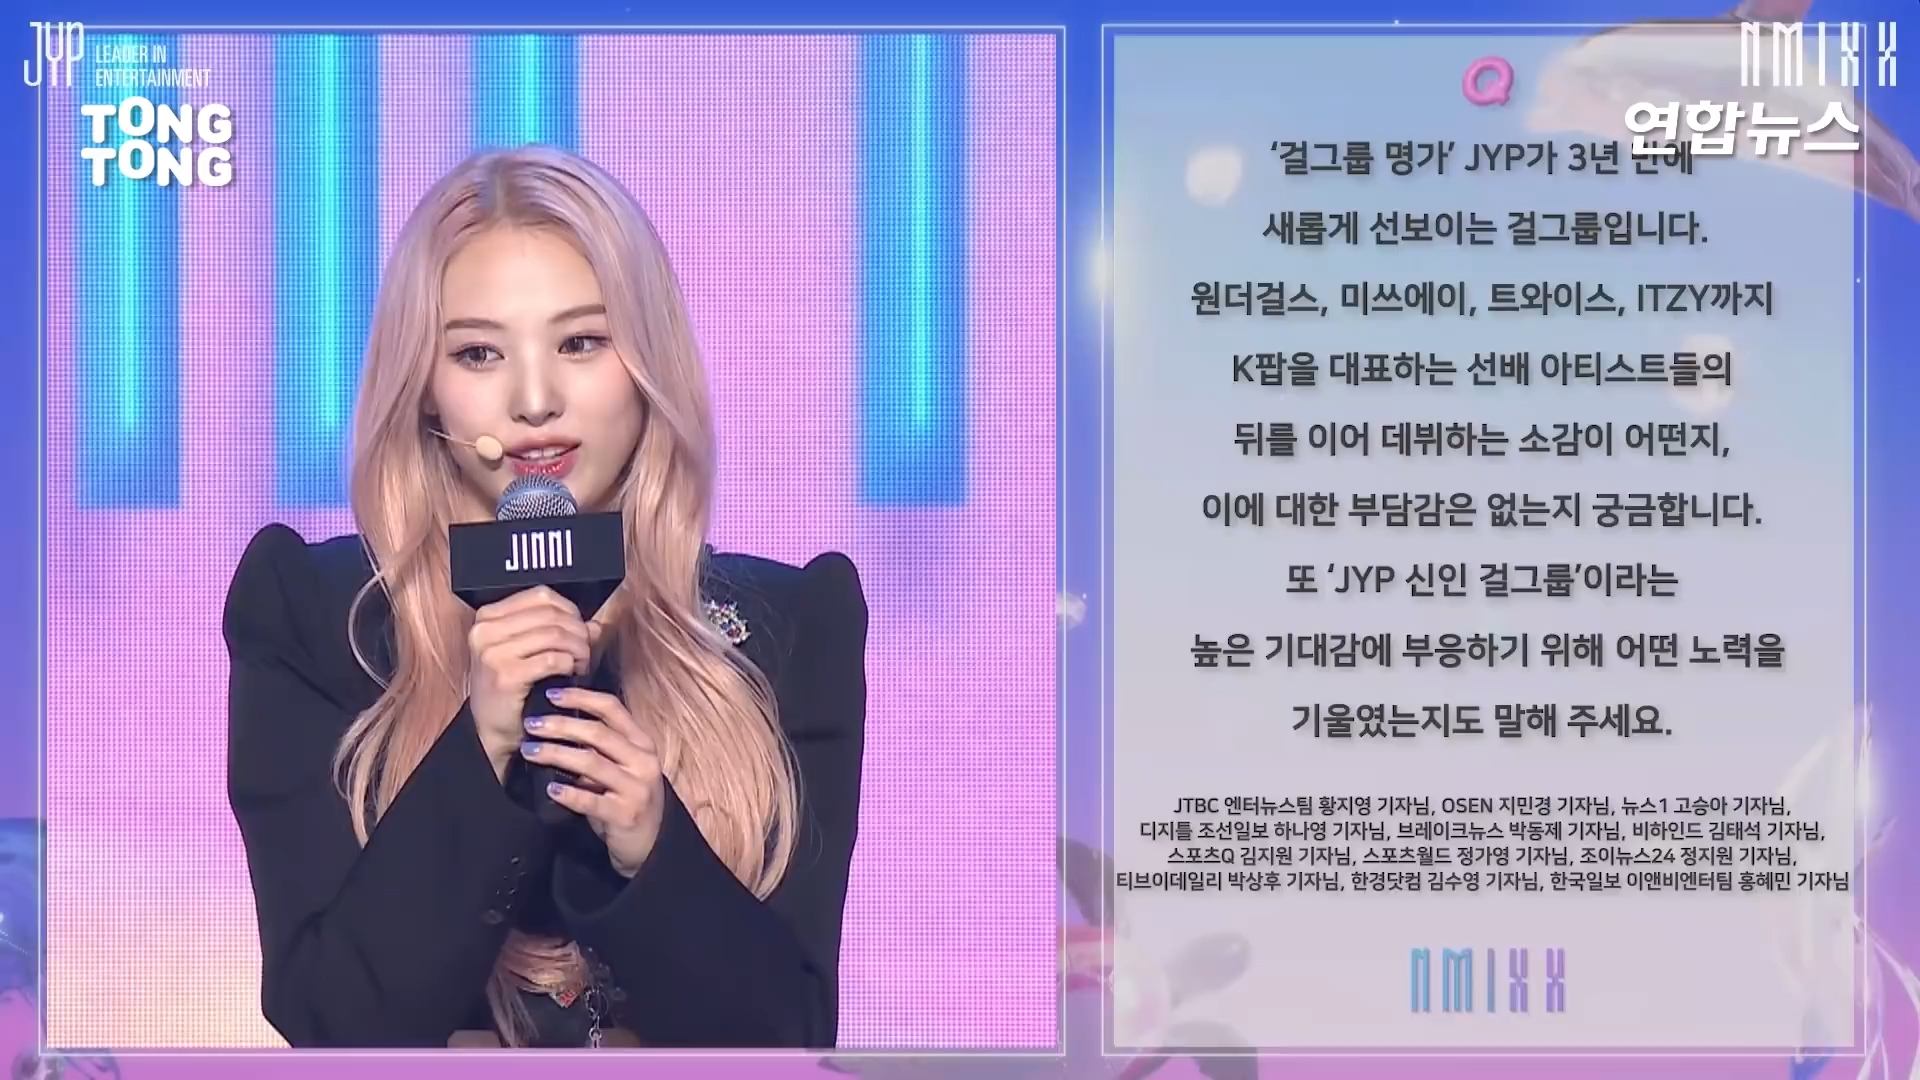 JYP LEADER IN
ENTERTAINMENT
TONG
TONG
JINNI
NMIXX
연합뉴스
Q
‘걸그룹 명가’ JYP가 3년 만에
새롭게 선보이는 걸그룹입니다.
원더걸스, 미쓰에이, 트와이스, ITZY까지
K팝을 대표하는 선배 아티스트들의
뒤를 이어 데뷔하는 소감이 어떤지,
이에 대한 부담감은 없는지 궁금합니다.
또 ‘JYP 신인 걸그룹’이라는
높은 기대감에 부응하기 위해 어떤 노력을
기울였는지도 말해 주세요.
JTBC 엔터뉴스팀 황지영 기자님, OSEN 지민경 기자님, 뉴스1 고승아 기자님,
디지틀 조선일보 하나영 기자님, 브레이크뉴스 박동제 기자님, 비하인드 김태석 기자님,
스포츠Q 김지원 기자님, 스포츠월드 정가영 기자님, 조이뉴스24 정지원 기자님,
티브이데일리 박상후 기자님, 한경닷컴 김수영 기자님, 한국일보 이앤비엔터팀 홍혜민 기자님
NMIXX